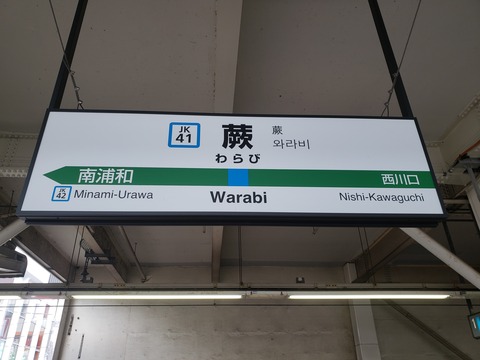 JK
41
蕨
蕨
와라비
わらび
南浦和
西川口
JK
42
Minami-Urawa
Warabi
Nishi-Kawaguchi